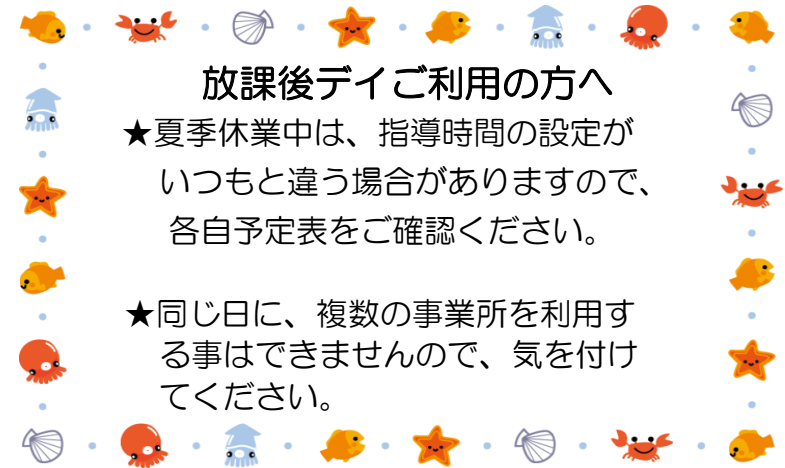 放課後デイご利用の方へ
★夏季休業中は、指導時間の設定が
いつもと違う場合がありますので、
各自予定表をご確認ください。
★同じ日に、複数の事業所を利用す
る事はできませんので、気を付け
てください。